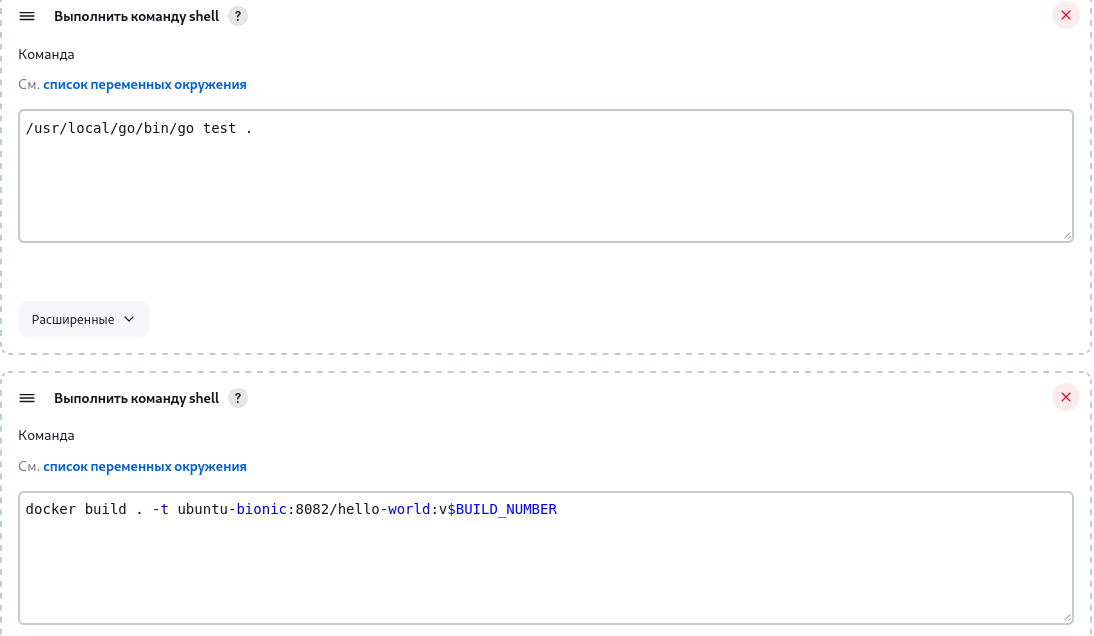 Выполнить команду shell ?
Команда
См. список переменных окружения
/usr/local/go/bin/go test .
Расширенные
Выполнить команду shell ?
Команда
См. список переменных окружения
docker build . -t ubuntu-bionic:8082/hello-world:v$BUILD_NUMBER